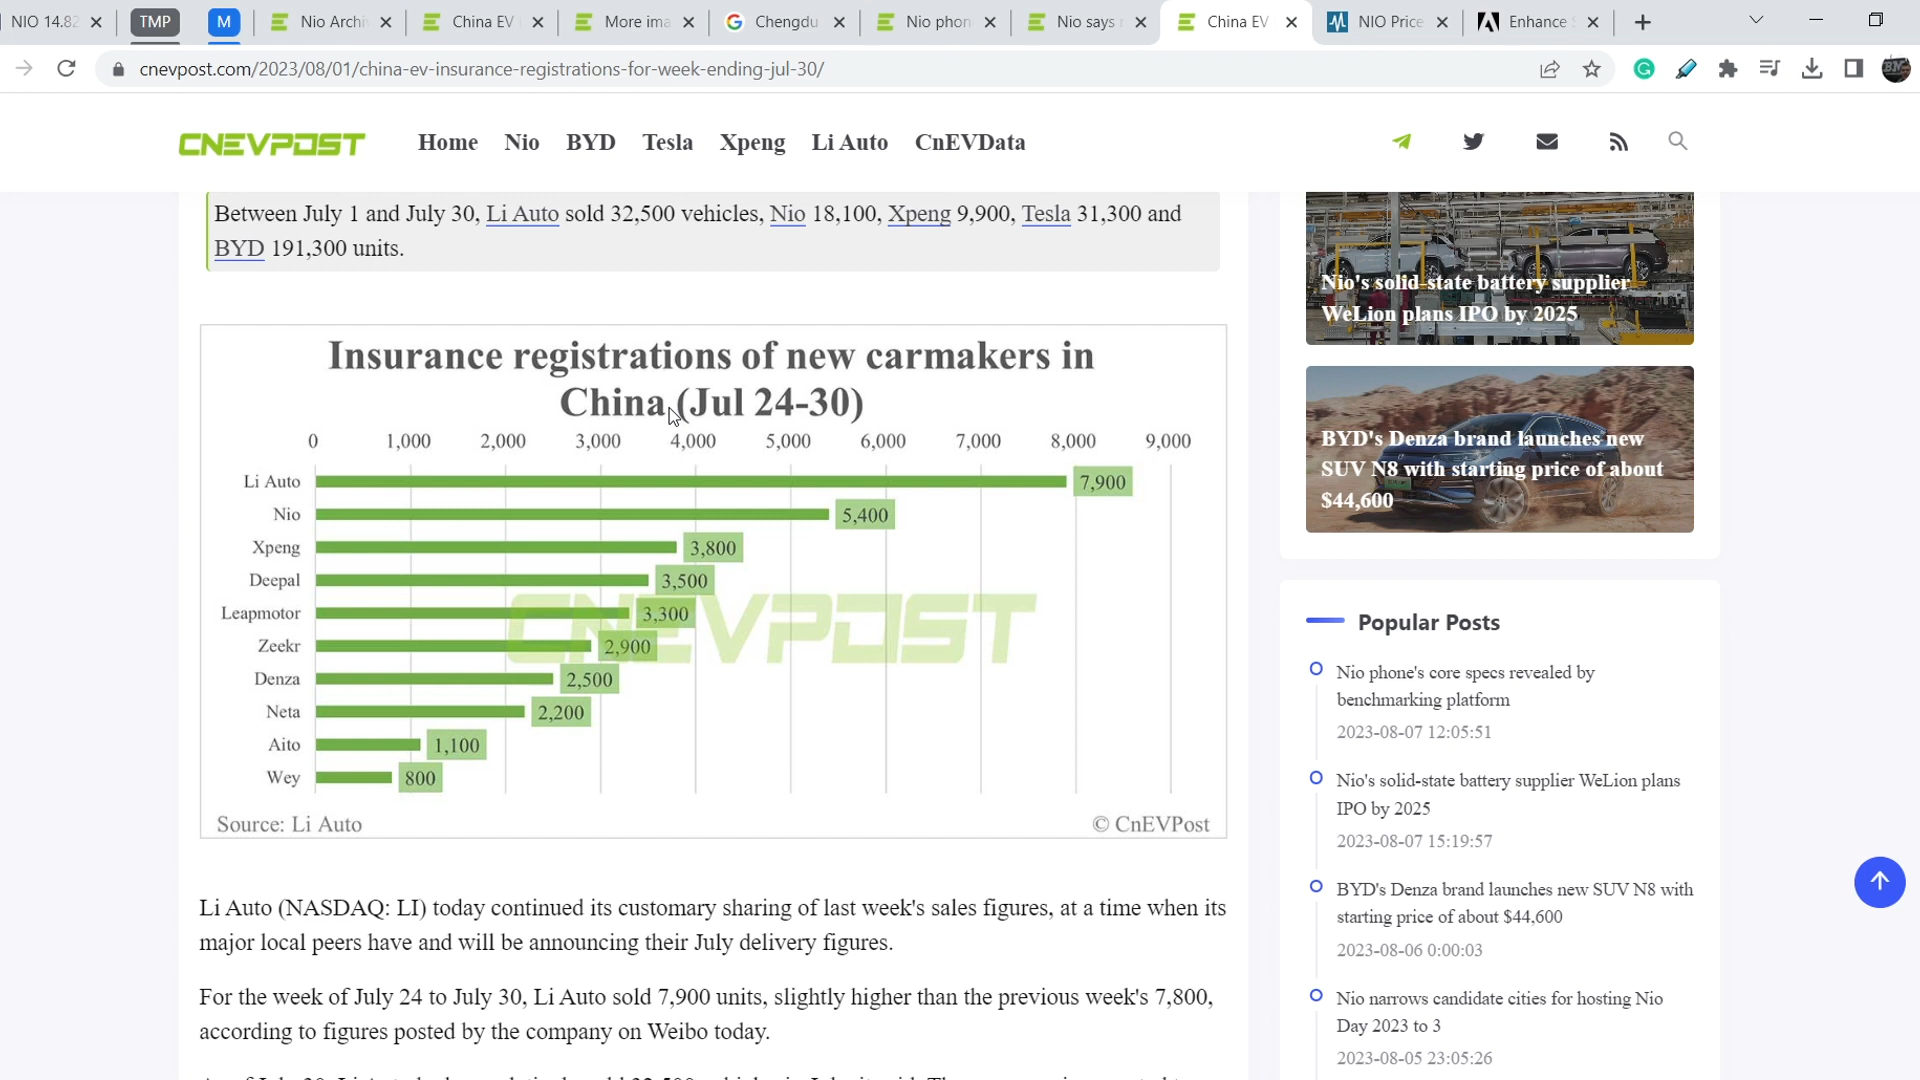 NIO 14.82
TMP
M
Nio Archi
China EV
More ima
Chengdu
Nio phon
Nio says
China EV
NIO Price
Enhance S
cnevpost.com/2023/08/01/china-ev-insurance-registrations-for-week-ending-jul-30/
CNEVPOST
Home
Nio
BYD
Tesla
Xpeng
Li Auto
CnEVData
Between July 1 and July 30, Li Auto sold 32,500 vehicles, Nio 18,100, Xpeng 9,900, Tesla 31,300 and
BYD 191,300 units.
Insurance registrations of new carmakers in
China (Jul 24-30)
0 1,000 2,000 3,000 4,000 5,000 6,000 7,000 8,000 9,000
Li Auto 7,900
Nio 5,400
Xpeng 3,800
Deepal 3,500
Leapmotor 3,300
Zeekr 2,900
Denza 2,500
Neta 2,200
Aito 1,100
Wey 800
CNEVPOST
Source: Li Auto
© CnEVPost
Li Auto (NASDAQ: LI) today continued its customary sharing of last week's sales figures, at a time when its
major local peers have and will be announcing their July delivery figures.
For the week of July 24 to July 30, Li Auto sold 7,900 units, slightly higher than the previous week's 7,800,
according to figures posted by the company on Weibo today.
Nio's solid-state battery supplier
WeLion plans IPO by 2025
BYD's Denza brand launches new
SUV N8 with starting price of about
$44,600
Popular Posts
Nio phone's core specs revealed by
benchmarking platform
2023-08-07 12:05:51
Nio's solid-state battery supplier WeLion plans
IPO by 2025
2023-08-07 15:19:57
BYD's Denza brand launches new SUV N8 with
starting price of about $44,600
2023-08-06 0:00:03
Nio narrows candidate cities for hosting Nio
Day 2023 to 3
2023-08-05 23:05:26